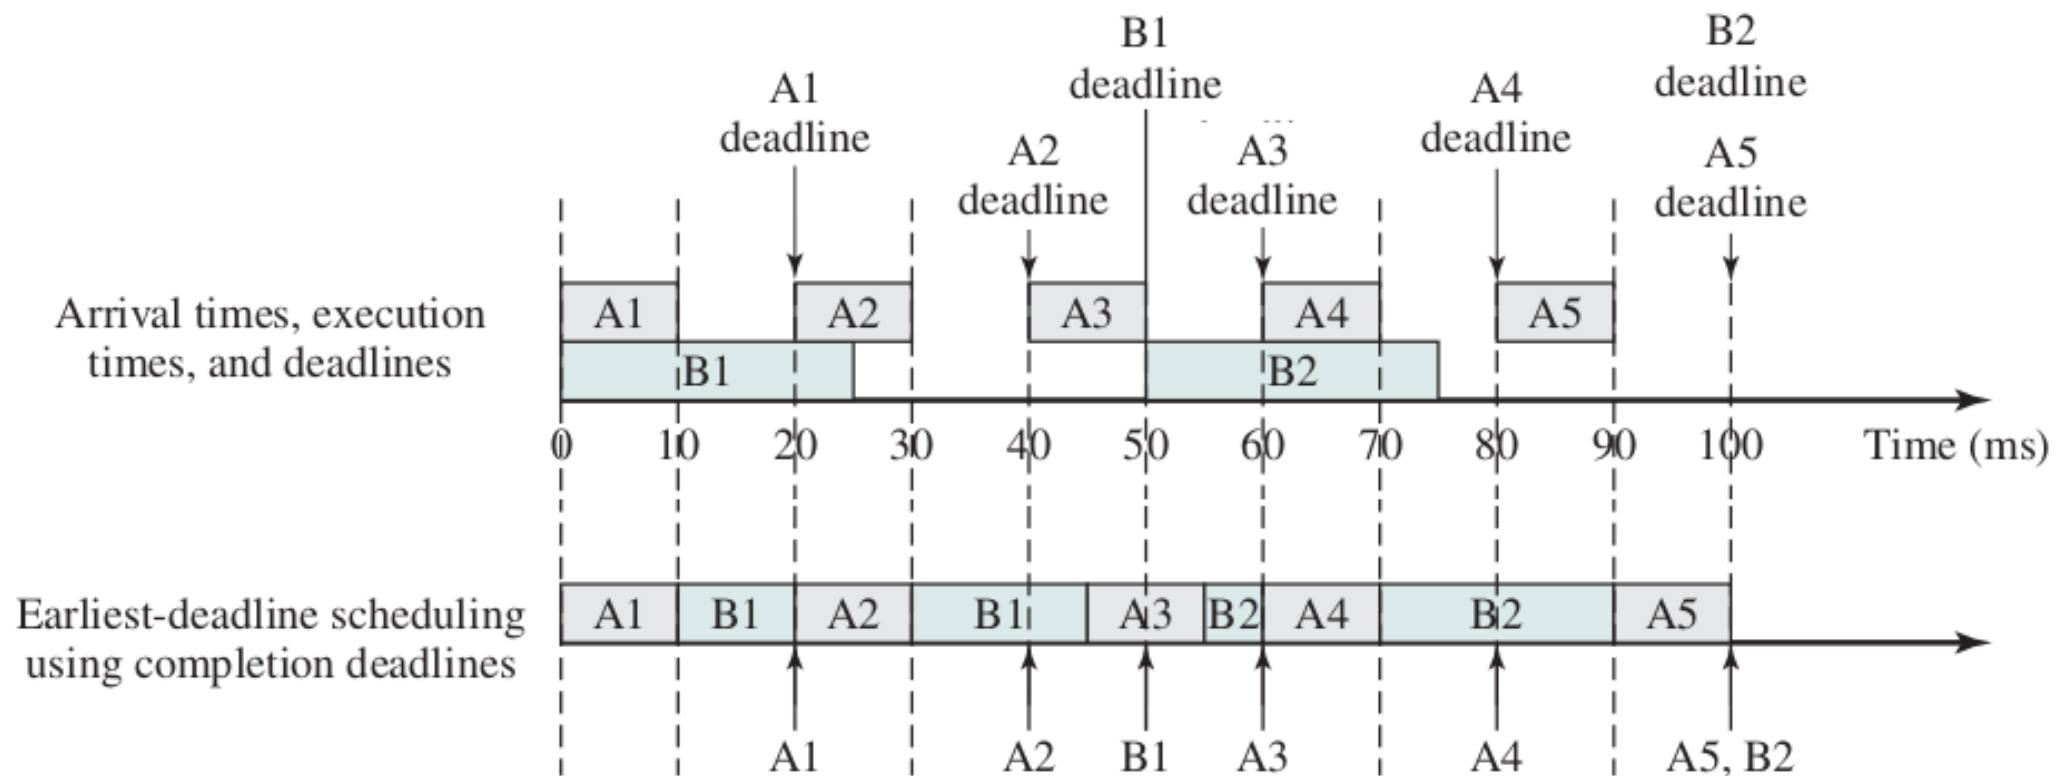 B1
deadline
B2
deadline
A1
deadline
A4
deadline
A2
deadline
A3
deadline
A5
deadline
Arrival times, execution
times, and deadlines
A1 A2 A3 A4 A5
B1 B2
0 10 20 30 40 50 60 70 80 90 100 Time (ms)
Earliest-deadline scheduling
using completion deadlines
A1 B1 A2 B1 A3 B2 A4 B2 A5
A1 A2 B1 A3 A4 A5, B2